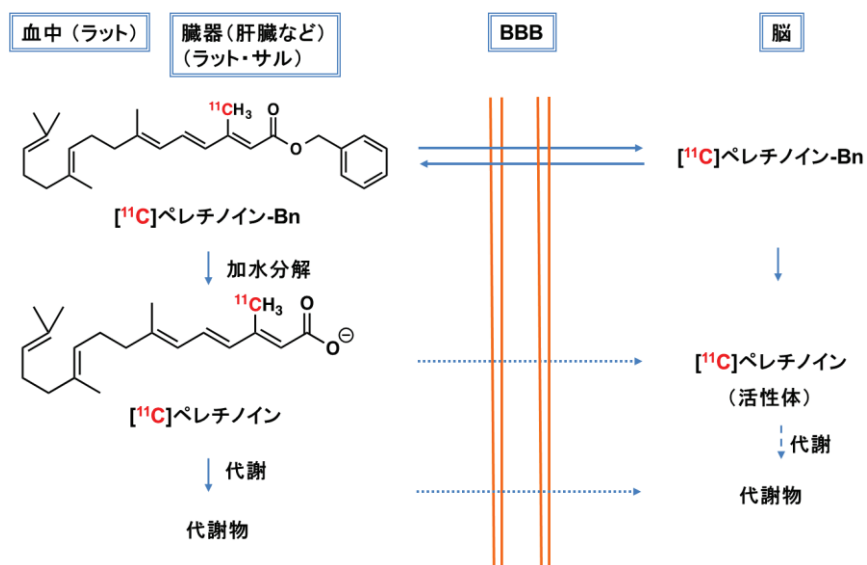 血中（ラット）
臓器（肝臓など）
（ラット・サル）
BBB
脳
11CH3
O
O
[11C]ペレチノイン-Bn
[11C]ペレチノイン-Bn
加水分解
11CH3
O
O
⊖
[11C]ペレチノイン
[11C]ペレチノイン
（活性体）
代謝
代謝
代謝物
代謝物